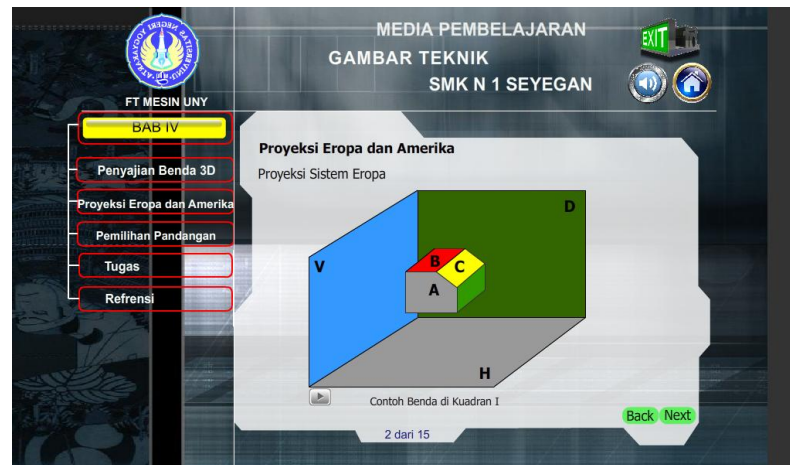 MEDIA PEMBELAJARAN
GAMBAR TEKNIK
SMK N 1 SEYEGAN
EXIT
FT MESIN UNY
BAB IV
Penyajian Benda 3D
Proyeksi Eropa dan Amerika
Pemilihan Pandangan
Tugas
Refrensi
Proyeksi Eropa dan Amerika
Proyeksi Sistem Eropa
D
V
B
C
A
H
Contoh Benda di Kuadran I
Back Next
2 dari 15